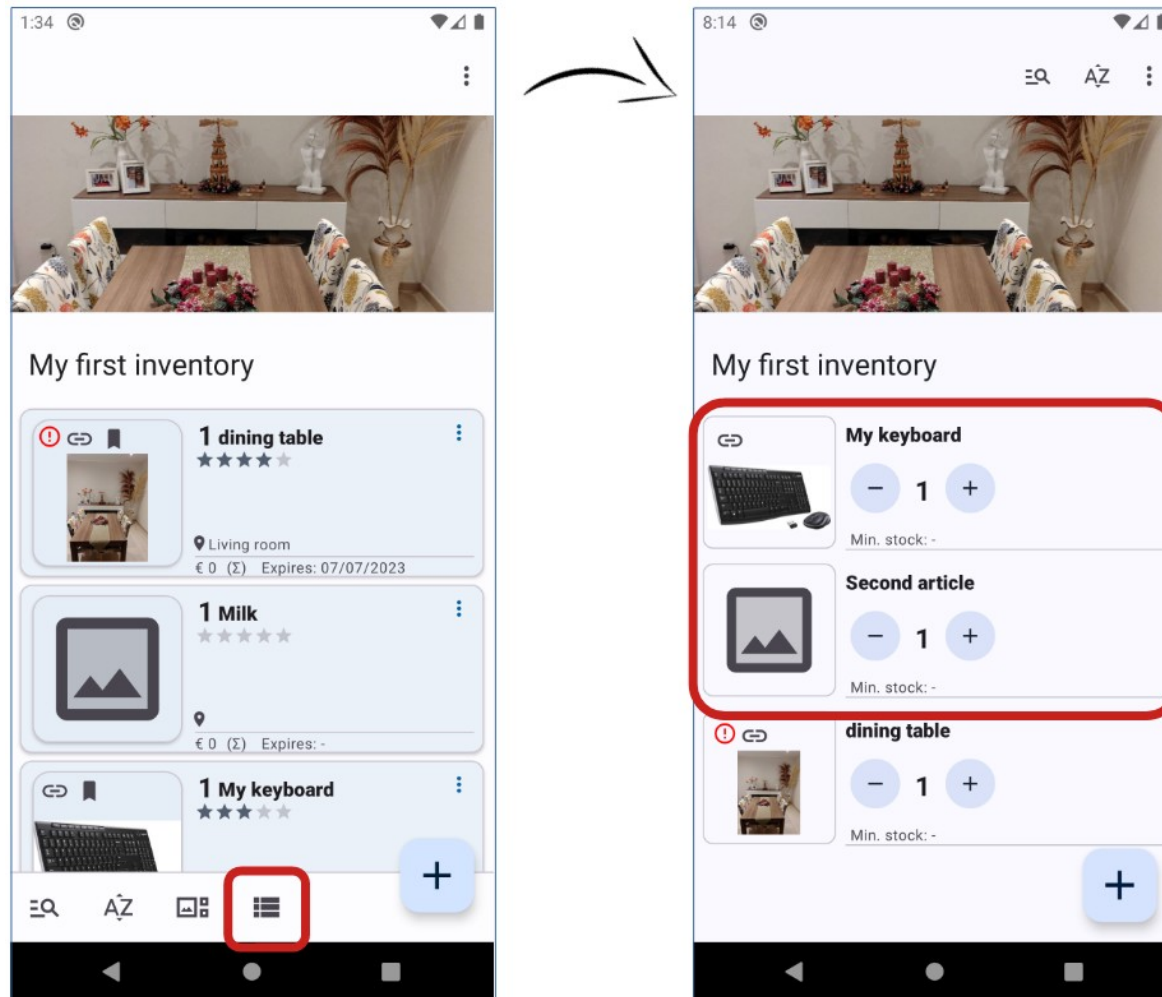 1:34
My first inventory
1 dining table
Living room
€ 0 (Σ) Expires: 07/07/2023
1 Milk
€ 0 (Σ) Expires: -
1 My keyboard
AZ
8:14
AZ
My first inventory
My keyboard
1
Min. stock: -
Second article
1
Min. stock: -
dining table
1
Min. stock: -